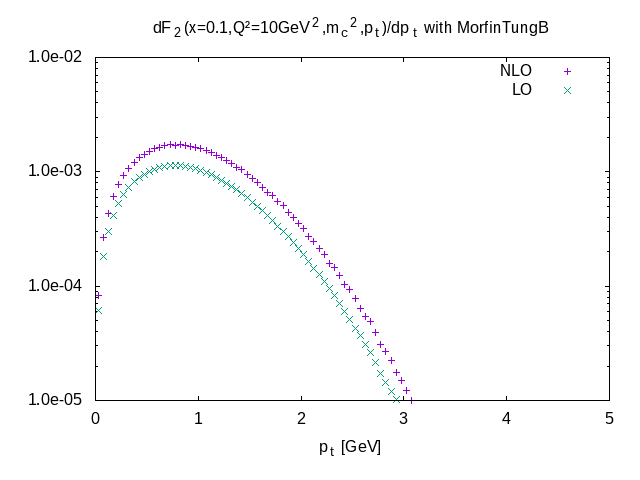 dF2(x=0.1,Q²=10GeV2,mc2,pt)/dpt with MorfinTungB
1.0e-02
NLO
LO
1.0e-03
1.0e-04
1.0e-05
0 1 2 3 4 5
pt [GeV]